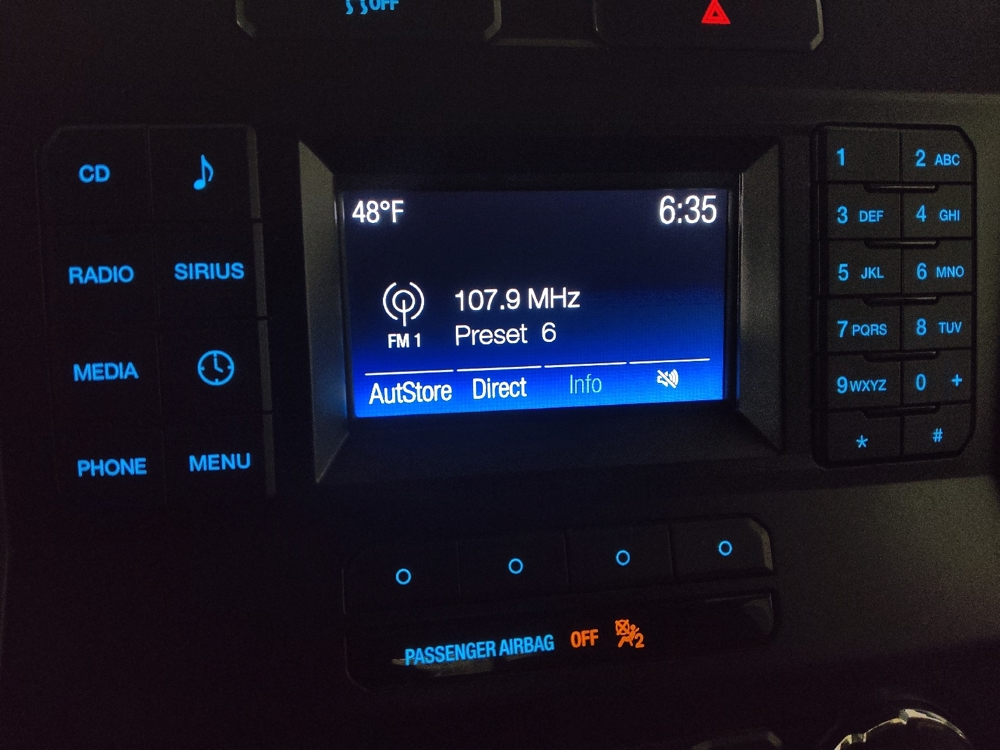 OFF
CD
RADIO SIRIUS
MEDIA
PHONE MENU
48°F 6:35
107.9 MHz
FM 1 Preset 6
AutStore Direct Info
1 2 ABC
3 DEF 4 GHI
5 JKL 6 MNO
7 PQRS 8 TUV
9 WXYZ 0 +
* #
PASSENGER AIRBAG OFF 2